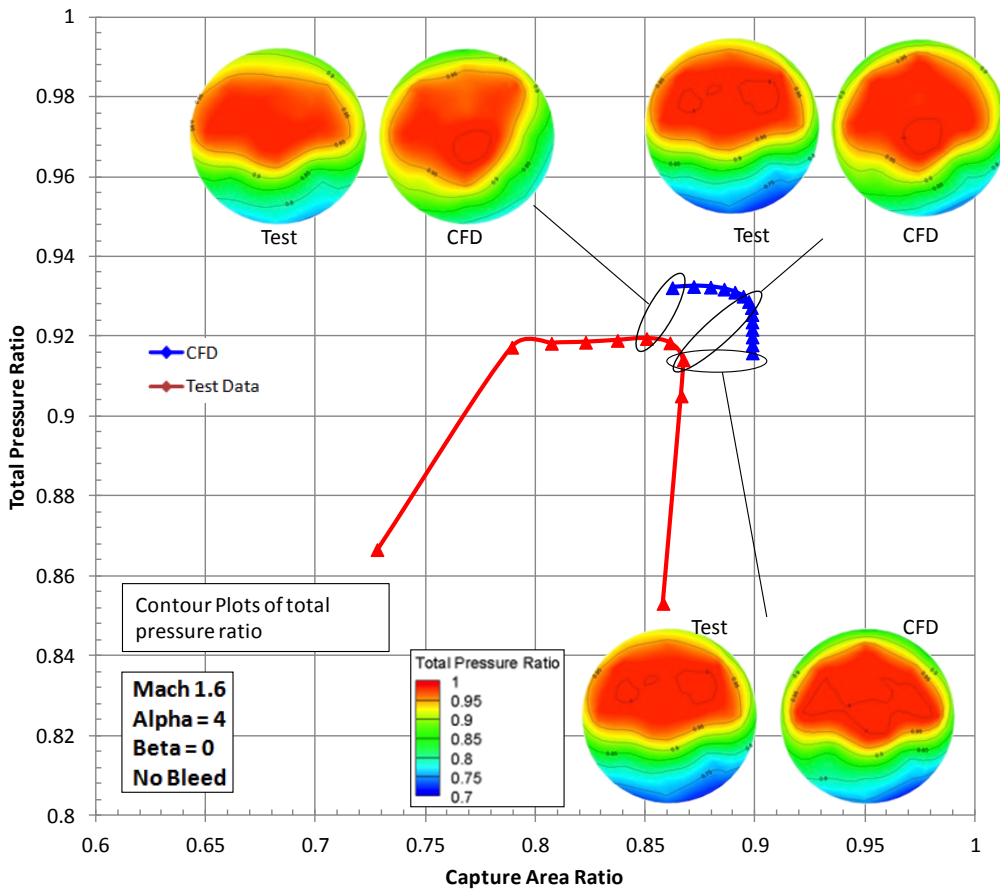 1
0.98
0.96
0.94
0.92
0.9
0.88
0.86
0.84
0.82
0.8
Total Pressure Ratio
0.6
0.65
0.7
0.75
0.8
0.85
0.9
0.95
1
Capture Area Ratio
Test
CFD
Test
CFD
CFD
Test Data
Contour Plots of total
pressure ratio
Mach 1.6
Alpha = 4
Beta = 0
No Bleed
Total Pressure Ratio
1
0.95
0.9
0.85
0.8
0.75
0.7
Test
CFD